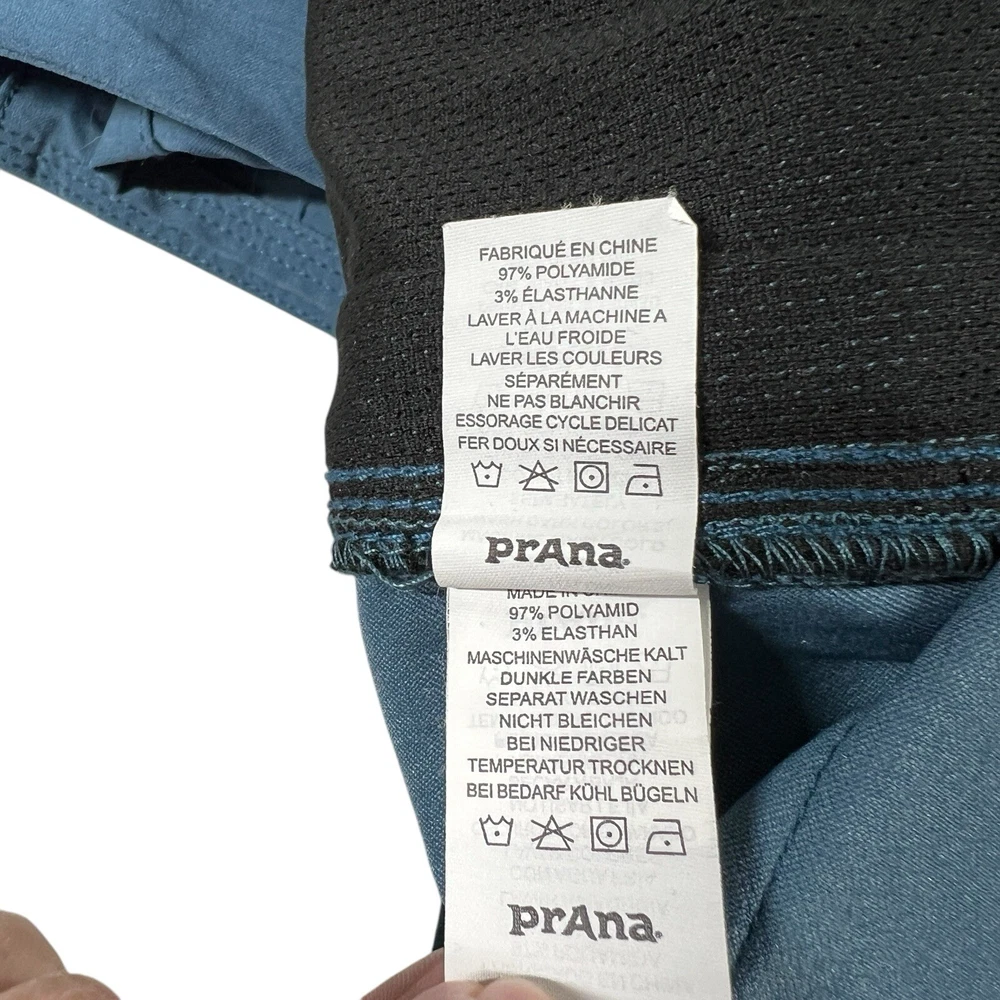 FABRIQUÉ EN CHINE
97% POLYAMIDE
3% ÉLASTHANNE
LAVER À LA MACHINE A
L'EAU FROIDE
LAVER LES COULEURS
SÉPARÉMENT
NE PAS BLANCHIR
ESSORAGE CYCLE DELICAT
FER DOUX SI NÉCESSAIRE
prAna
MADE IN
97% POLYAMID
3% ELASTHAN
MASCHINENWÄSCHE KALT
DUNKLE FARBEN
SEPARAT WASCHEN
NICHT BLEICHEN
BEI NIEDRIGER
TEMPERATUR TROCKNEN
BEI BEDARF KÜHL BÜGELN
prAna